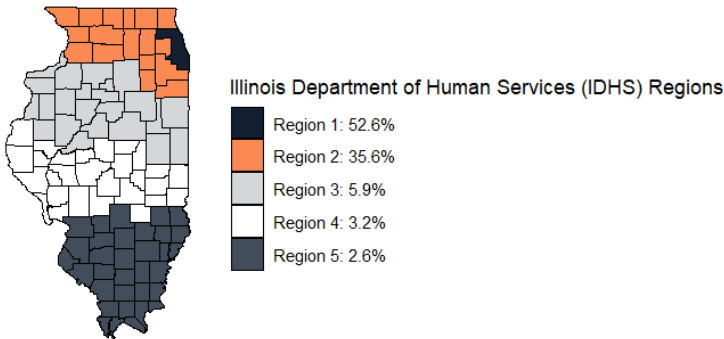 Illinois Department of Human Services (IDHS) Regions
Region 1: 52.6%
Region 2: 35.6%
Region 3: 5.9%
Region 4: 3.2%
Region 5: 2.6%